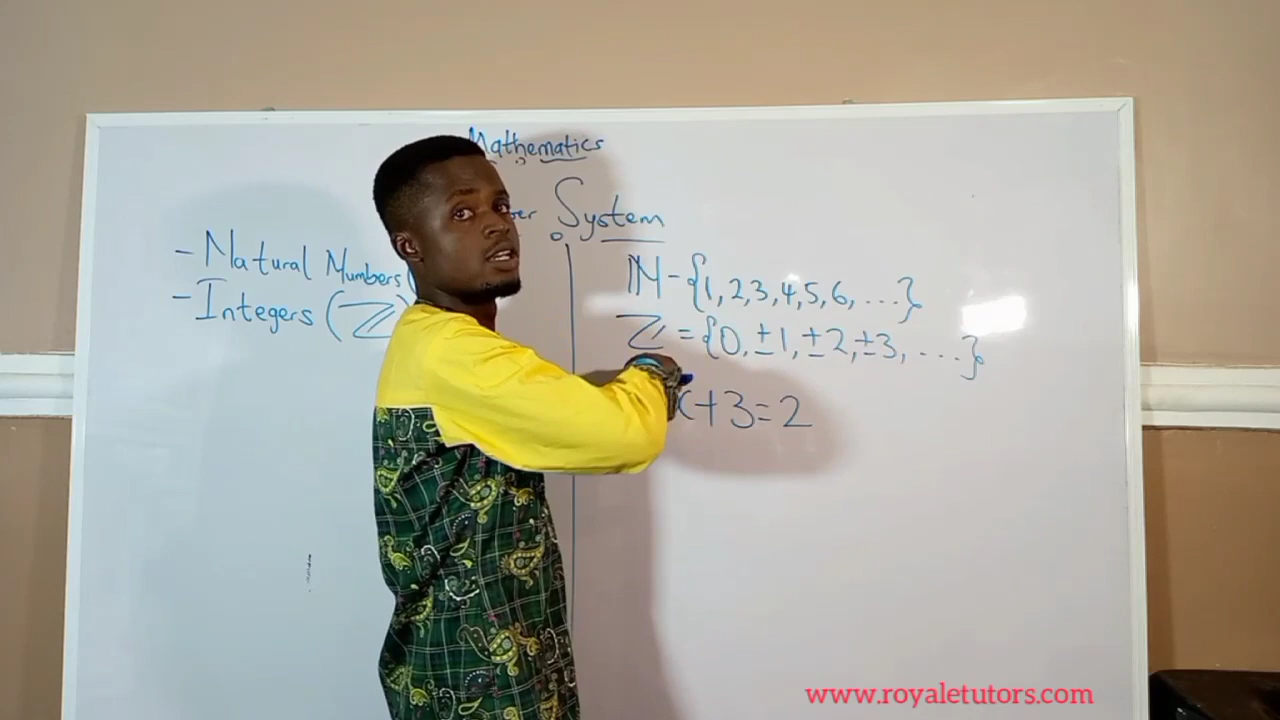 Mathematics
System
- Natural Numbers (
- Integers (ℤ)
ℕ - {1, 2, 3, 4, 5, 6, ...}
ℤ = {0, ±1, ±2, ±3, ...}
x+3=2
www.royaletutors.com